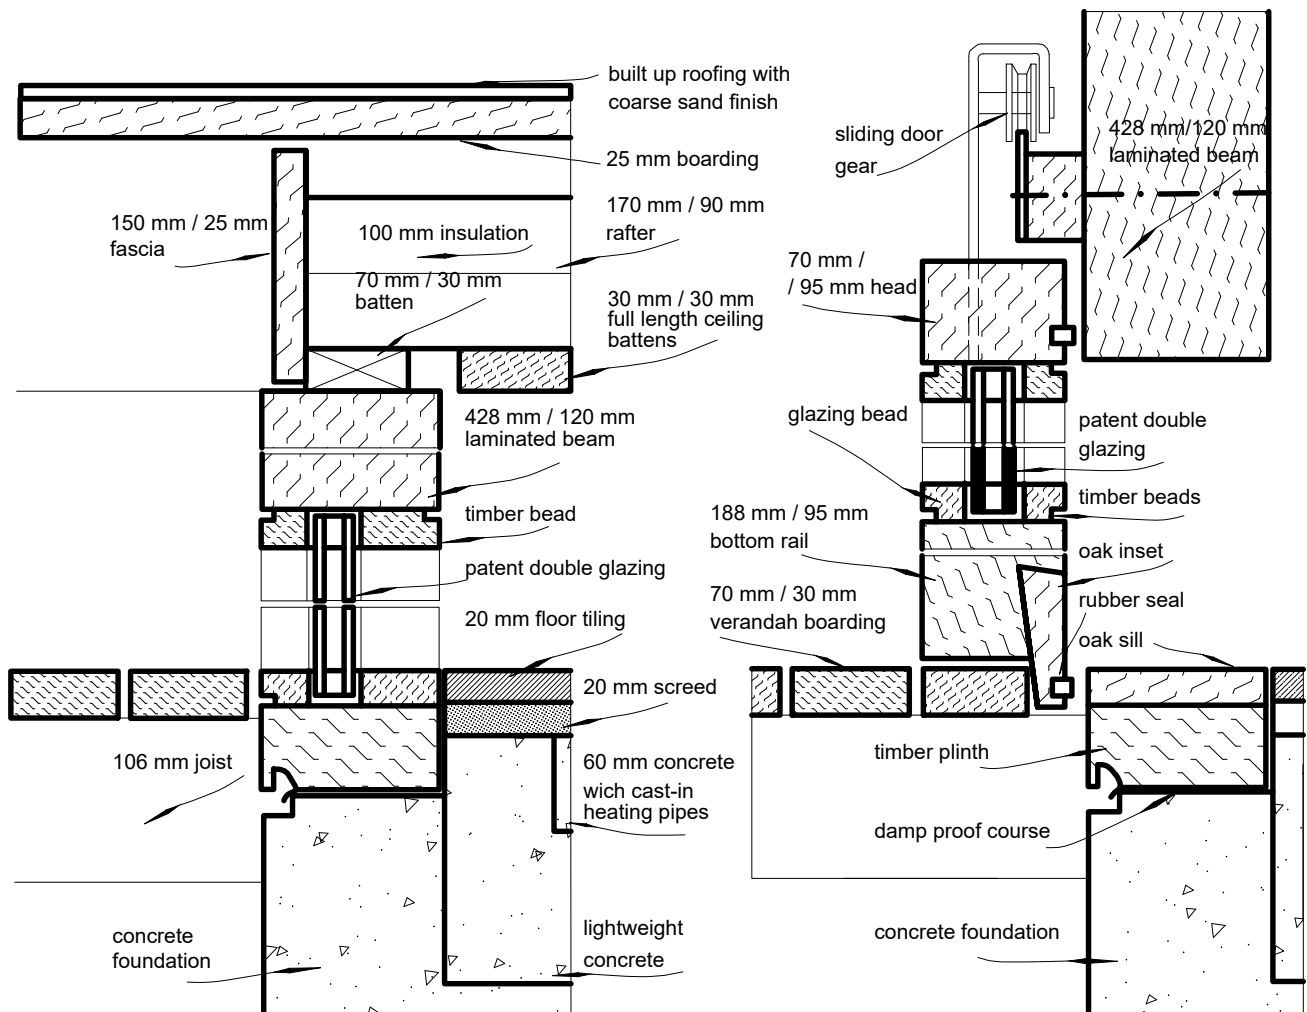 built up roofing with
coarse sand finish
25 mm boarding
150 mm / 25 mm
fascia
100 mm insulation
170 mm / 90 mm
rafter
70 mm / 30 mm
batten
30 mm / 30 mm
full length ceiling
battens
428 mm / 120 mm
laminated beam
timber bead
patent double glazing
20 mm floor tiling
20 mm screed
106 mm joist
60 mm concrete
wich cast-in
heating pipes
concrete
foundation
lightweight
concrete
sliding door
gear
428 mm/120 mm
laminated beam
70 mm /
/ 95 mm head
glazing bead
patent double
glazing
timber beads
188 mm / 95 mm
bottom rail
oak inset
70 mm / 30 mm
verandah boarding
rubber seal
oak sill
timber plinth
damp proof course
concrete foundation